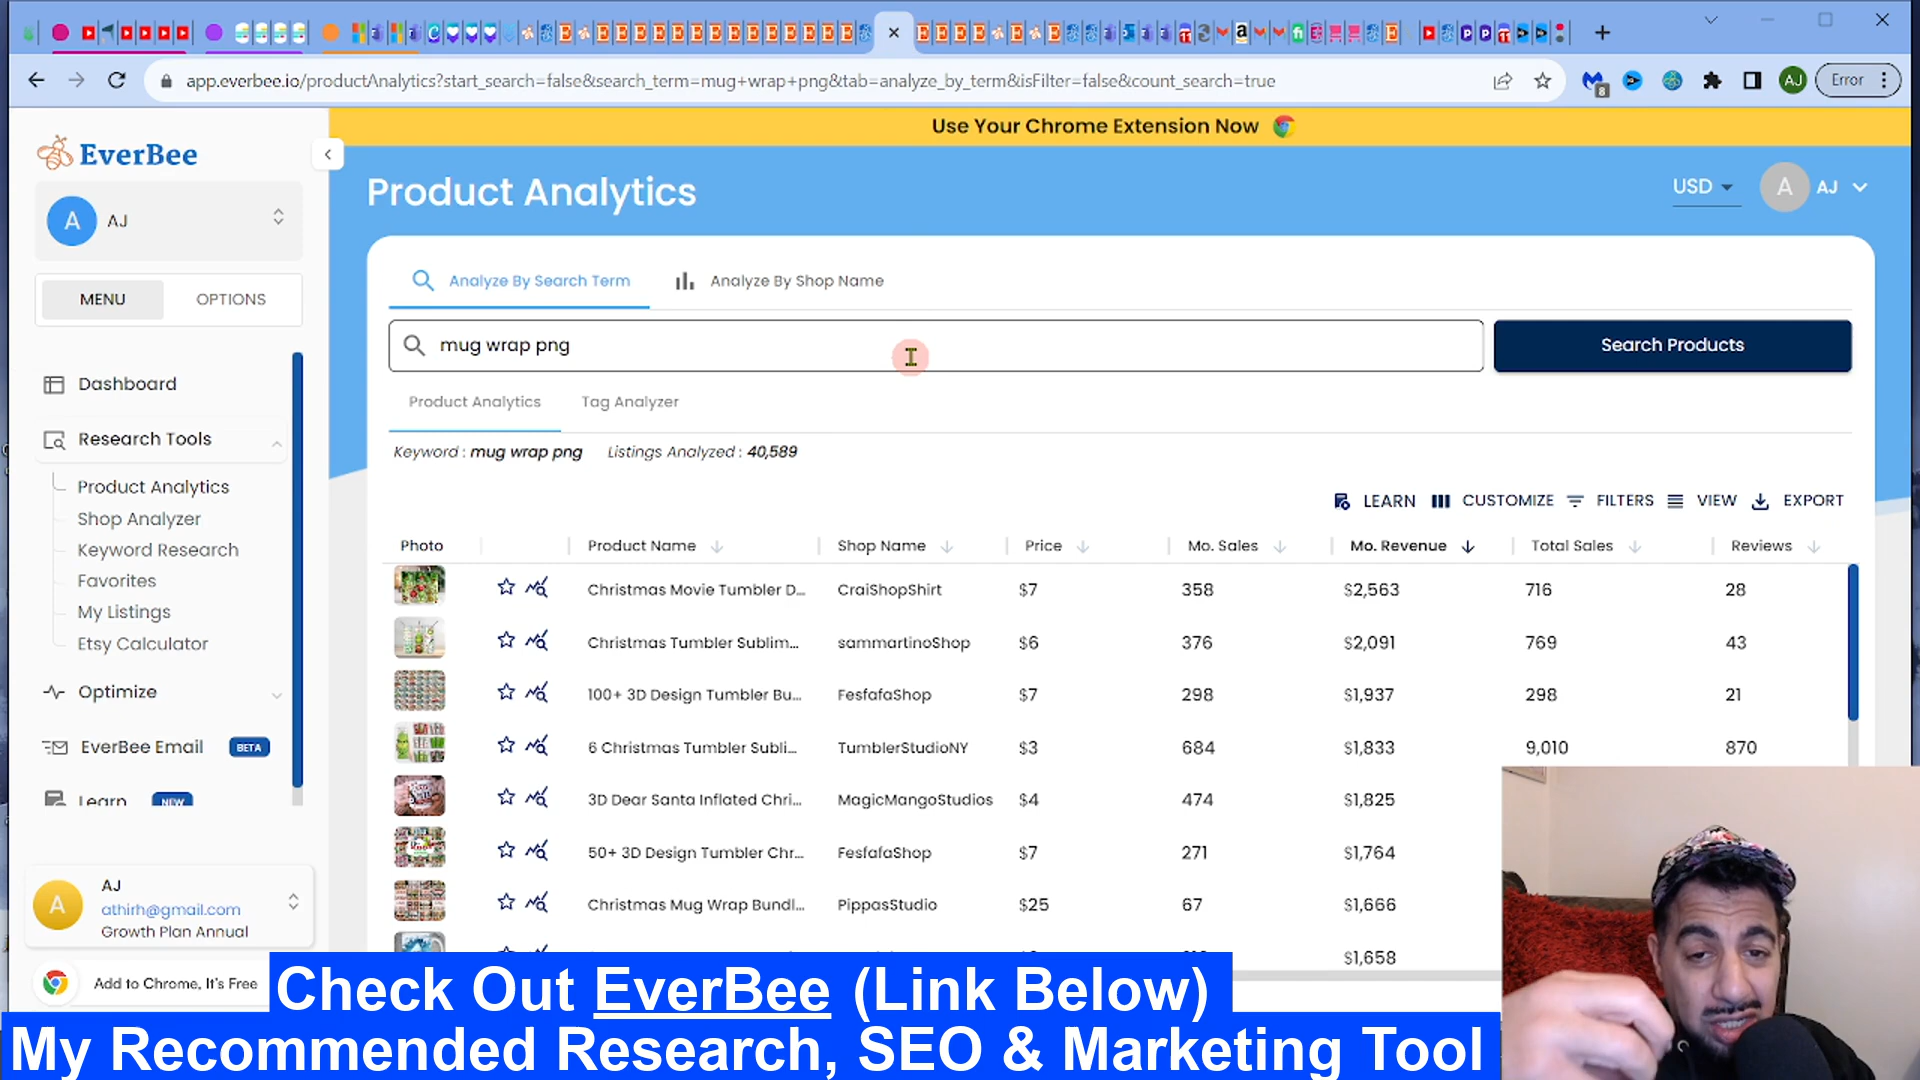 app.everbee.io/productAnalytics?start_search=false&search_term=mug+wrap+png&tab=analyze_by_term&isFilter=false&count_search=true
8
AJ
Error
Use Your Chrome Extension Now
EverBee
Product Analytics
USD
A
AJ
A
AJ
MENU
OPTIONS
Analyze By Search Term
Analyze By Shop Name
mug wrap png
Search Products
Dashboard
Research Tools
Product Analytics
Shop Analyzer
Keyword Research
Favorites
My Listings
Etsy Calculator
Optimize
EverBee Email
BETA
Learn
NEW
Product Analytics
Tag Analyzer
Keyword : mug wrap png
Listings Analyzed : 40,589
LEARN
CUSTOMIZE
FILTERS
VIEW
EXPORT
Photo Product Name Shop Name Price Mo. Sales Mo. Revenue Total Sales Reviews
Christmas Movie Tumbler D... CraiShopShirt $7 358 $2,563 716 28
Christmas Tumbler Sublim... sammartinoShop $6 376 $2,091 769 43
100+ 3D Design Tumbler Bu... FesfafaShop $7 298 $1,937 298 21
6 Christmas Tumbler Subli... TumblerStudioNY $3 684 $1,833 9,010 870
3D Dear Santa Inflated Chri... MagicMangoStudios $4 474 $1,825
50+ 3D Design Tumbler Chr... FesfafaShop $7 271 $1,764
Christmas Mug Wrap Bundl... PippasStudio $25 67 $1,666
$1,658
A
AJ
athirh@gmail.com
Growth Plan Annual
Add to Chrome, It's Free
Check Out EverBee (Link Below)
My Recommended Research, SEO & Marketing Tool